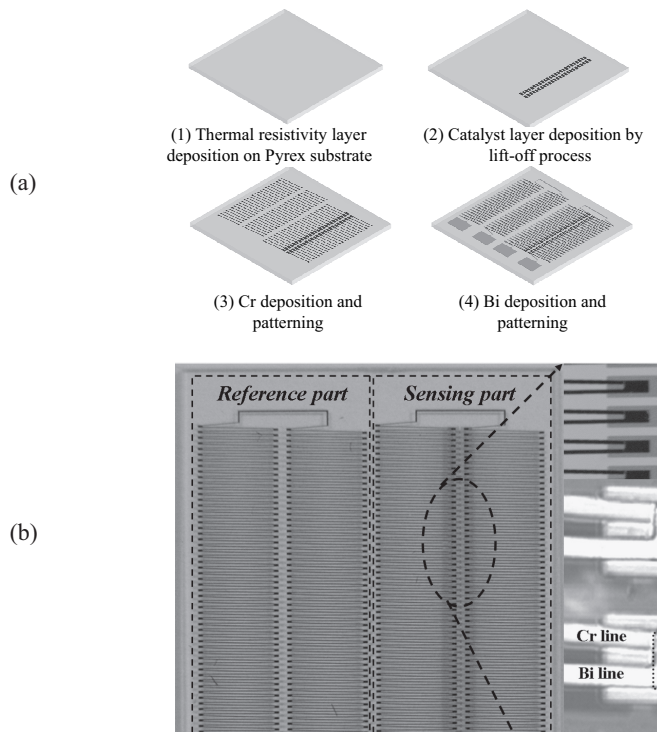 (a)
(1) Thermal resistivity layer
deposition on Pyrex substrate
(2) Catalyst layer deposition by
lift-off process
(3) Cr deposition and
patterning
(4) Bi deposition and
patterning
(b)
Reference part
Sensing part
Cr line
Bi line